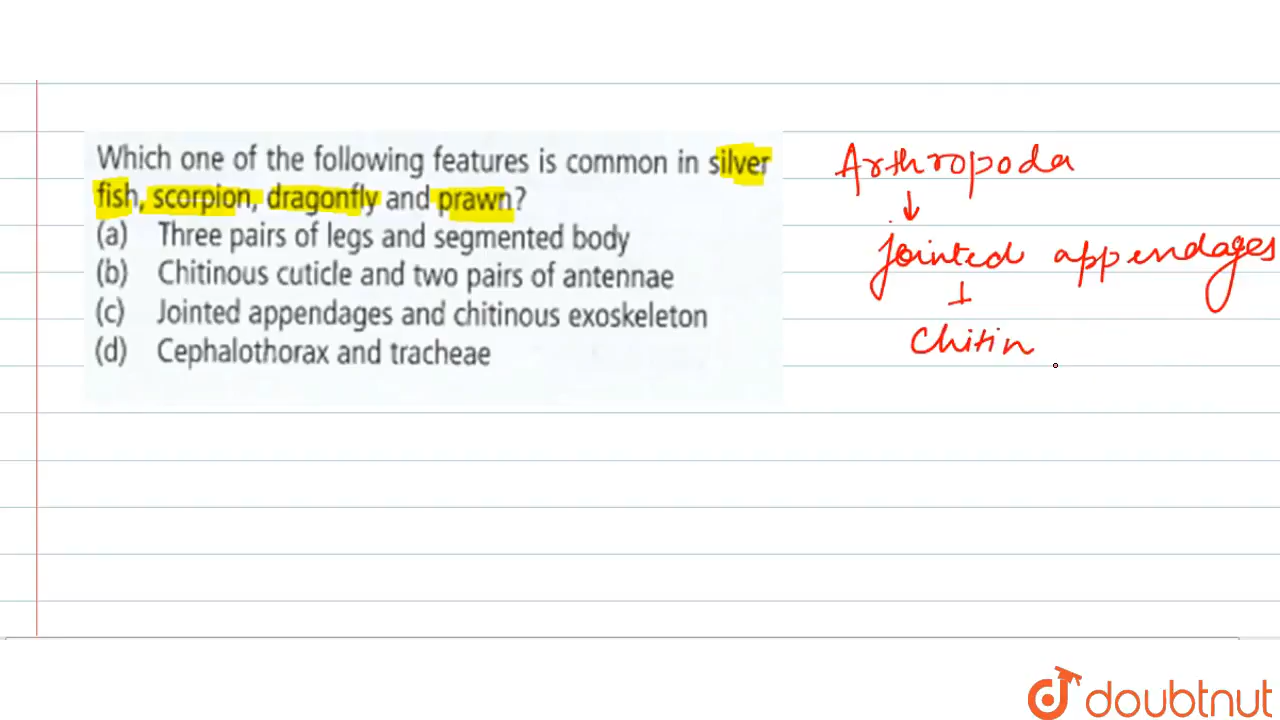 Which one of the following features is common in silver
fish, scorpion, dragonfly and prawn?
(a) Three pairs of legs and segmented body
(b) Chitinous cuticle and two pairs of antennae
(c) Jointed appendages and chitinous exoskeleton
(d) Cephalothorax and tracheae
Arthropoda
↓
Jointed appendages
↓
Chitin
doubtnut